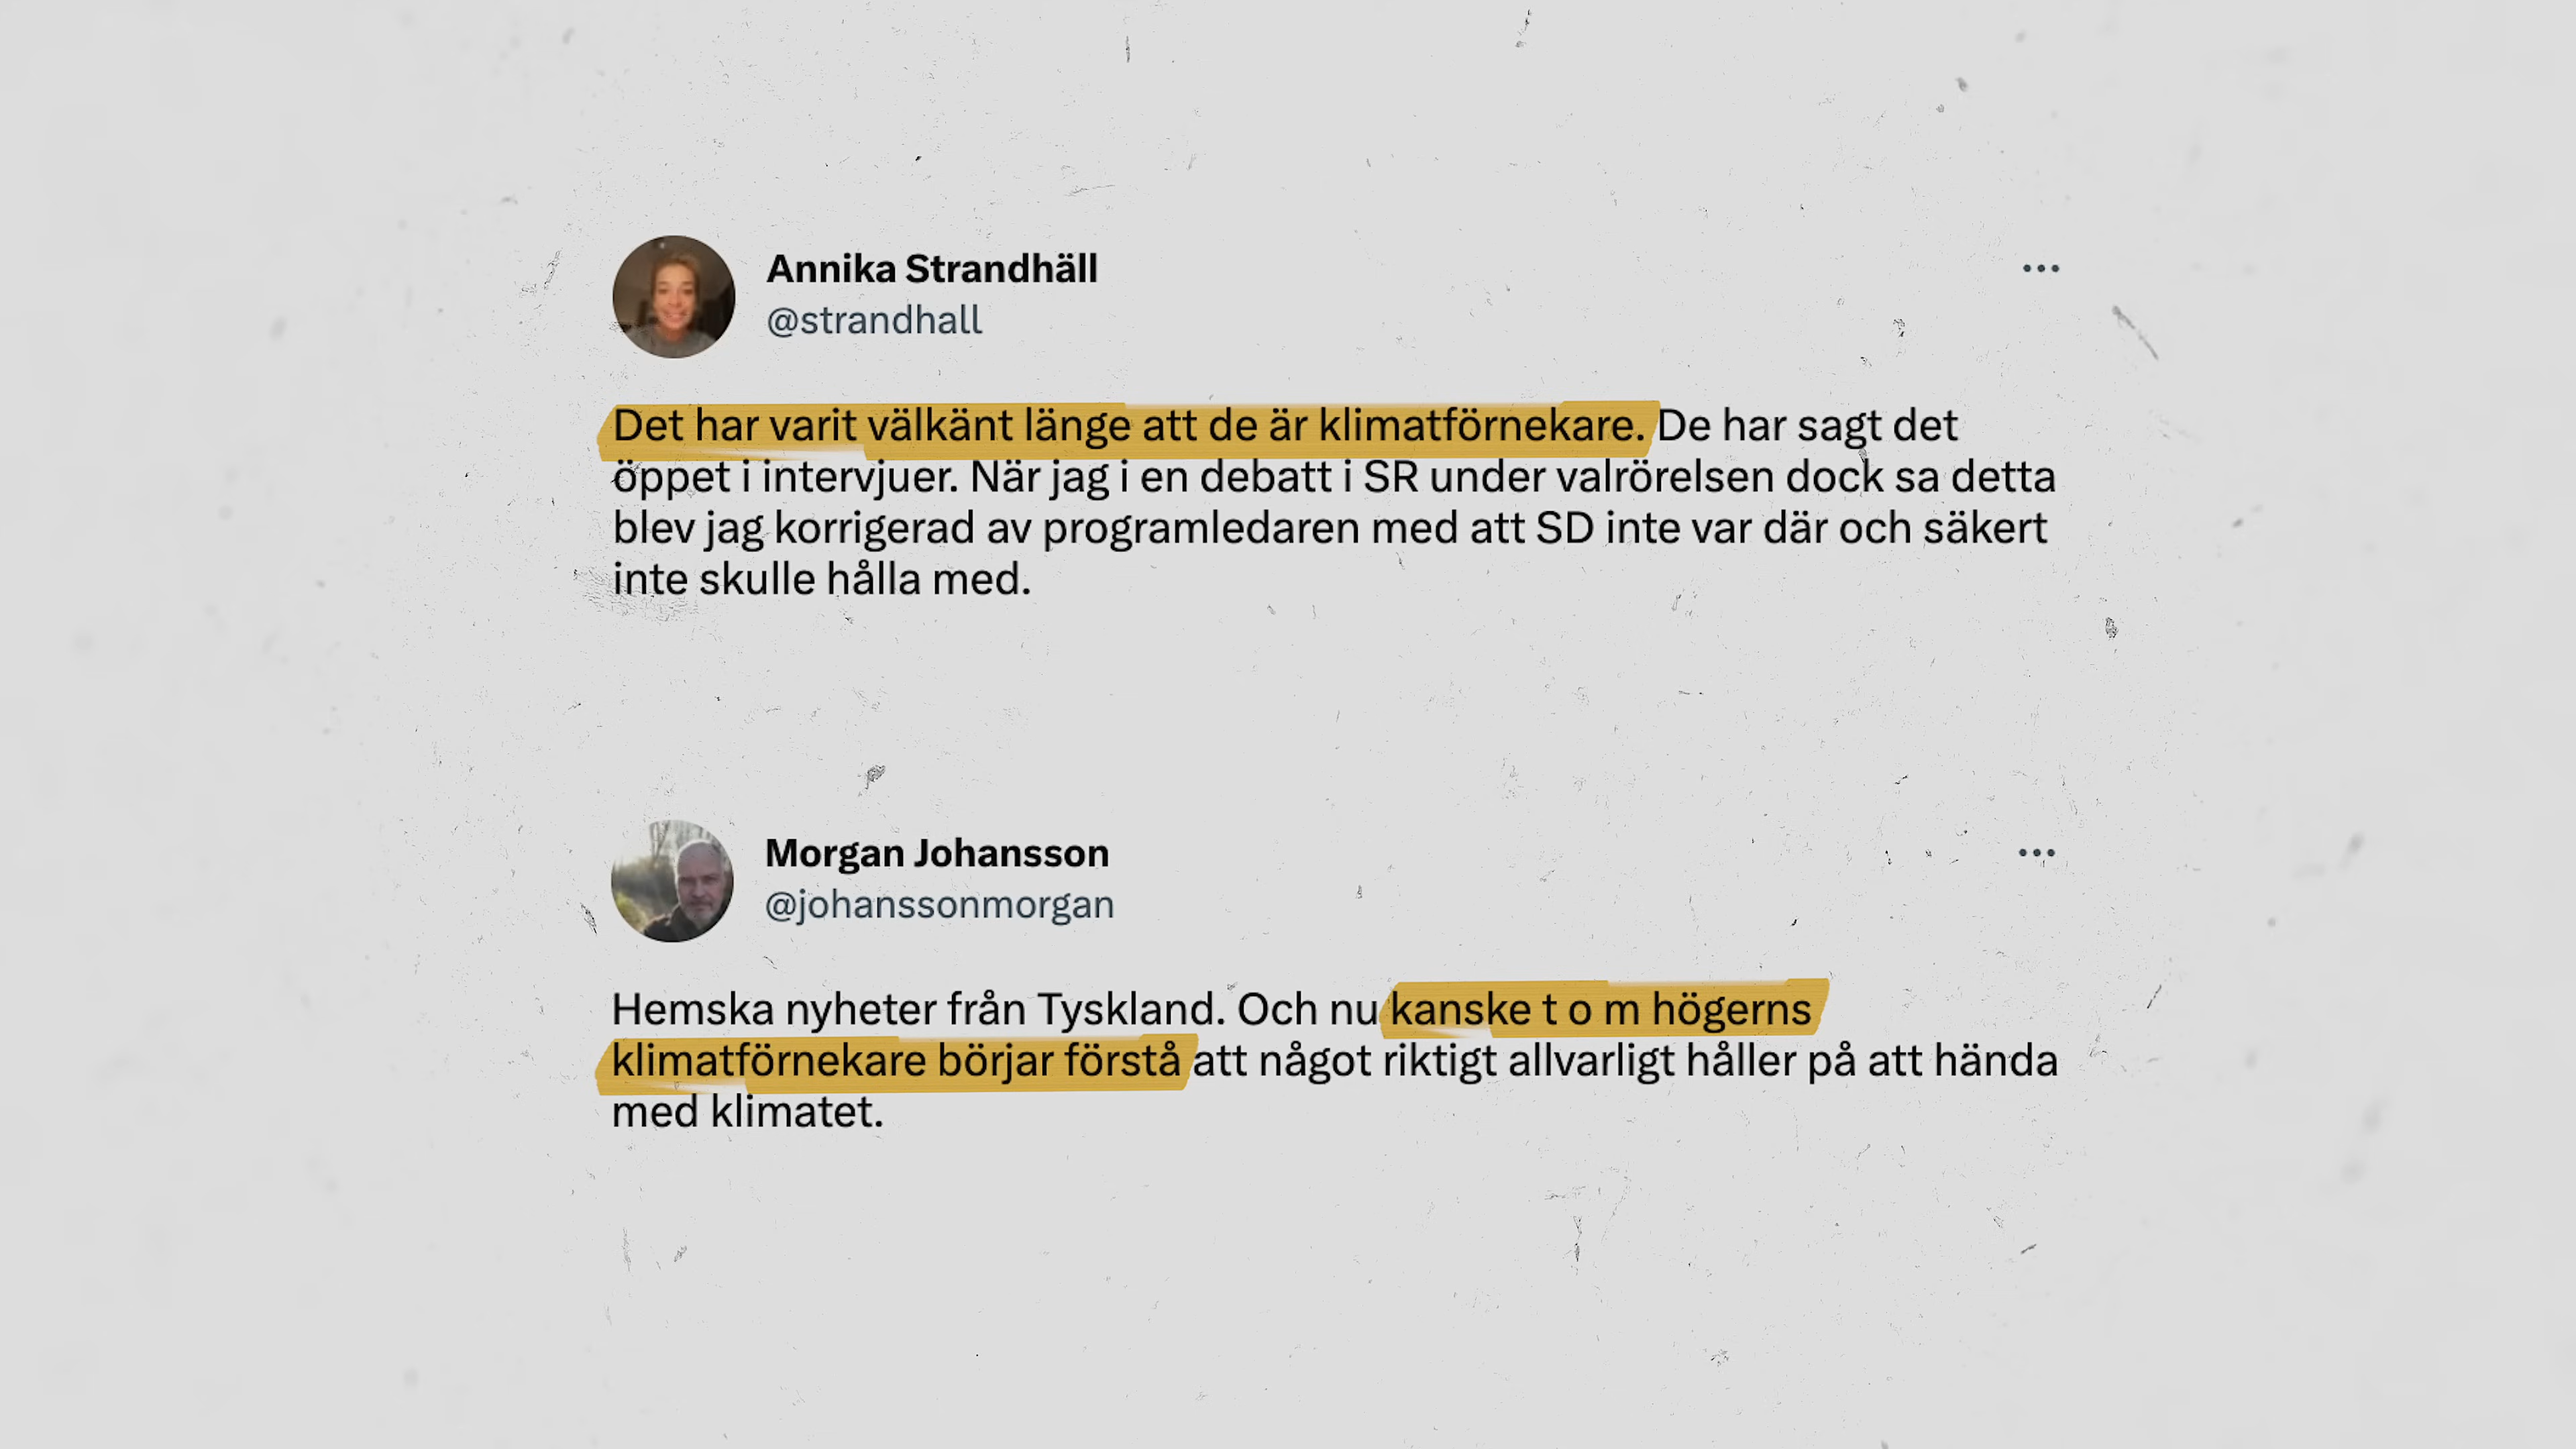 Annika Strandhäll
@strandhall
Det har varit välkänt länge att de är klimatförnekare. De har sagt det
öppet i intervjuer. När jag i en debatt i SR under valrörelsen dock sa detta
blev jag korrigerad av programledaren med att SD inte var där och säkert
inte skulle hålla med.
Morgan Johansson
@johanssonmorgan
Hemska nyheter från Tyskland. Och nu kanske t o m högerns
klimatförnekare börjar förstå att något riktigt allvarligt håller på att hända
med klimatet.